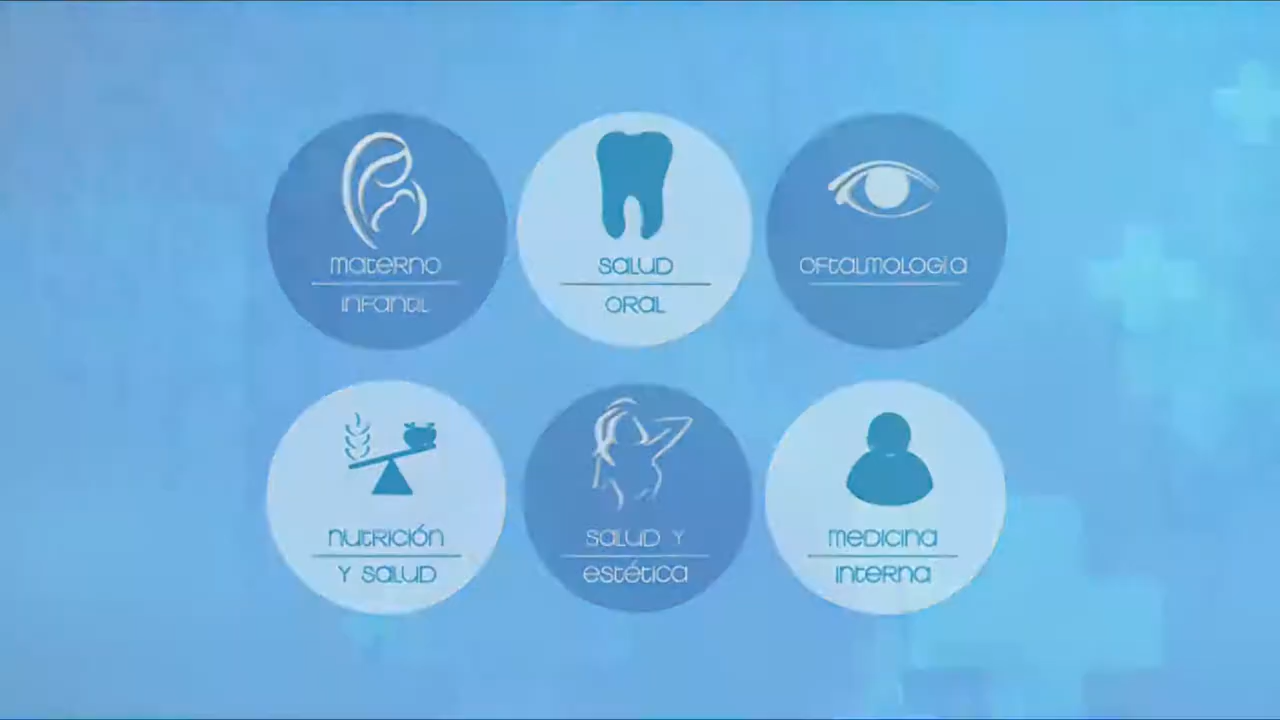 Materno
Infantil
Salud
Oral
Oftalmología
Nutrición
y Salud
Salud y
Estética
Medicina
Interna